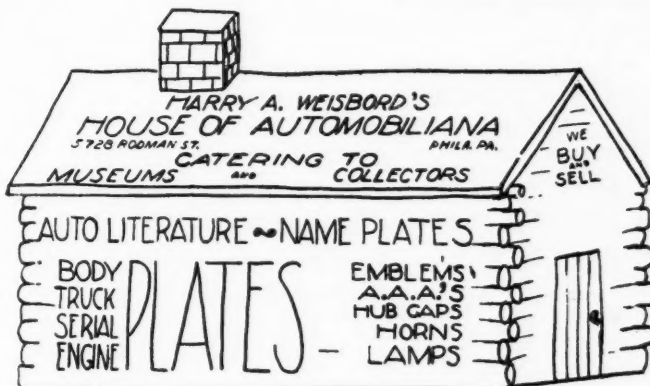 HARRY A. WEISBORD'S
HOUSE OF AUTOMOBILIANA
5728 RODMAN ST. PHILA. PA.
CATERING TO
MUSEUMS AND COLLECTORS
WE
BUY
AND
SELL
AUTO LITERATURE ~ NAME PLATES
BODY
TRUCK
SERIAL
ENGINE
PLATES –
EMBLEMS
A.A.A.'S
HUB CAPS
HORNS
LAMPS